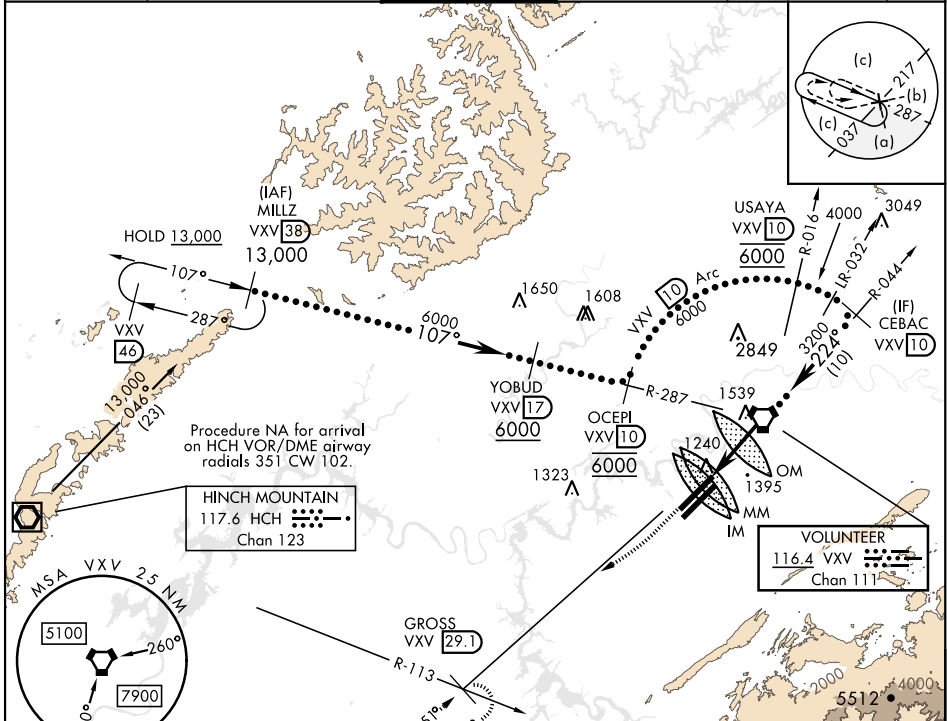 (c)
217
(b)
287
(c)
037
(a)
(IAF)
MILLZ
VXV 38
13,000
HOLD 13,000
107°
287°
VXV
46
13,000
046°
(23)
6000
107°
1650
1608
VXV 10 Arc
6000
USAYA
VXV 10
6000
R-016
4000
LR-032
3049
R-044
(IF)
CEBAC
VXV 10
3200
224°
(10)
2849
YOBUD
VXV 17
6000
R-287
OCEPI
VXV 10
6000
1539
1240
OM
1395
MM
IM
1323
Procedure NA for arrival
on HCH VOR/DME airway
radials 351 CW 102.
HINCH MOUNTAIN
117.6 HCH
Chan 123
VOLUNTEER
116.4 VXV
Chan 111
MSA VXV 25 NM
5100
260°
7900
GROSS
VXV 29.1
R-113
2000
4000
5512